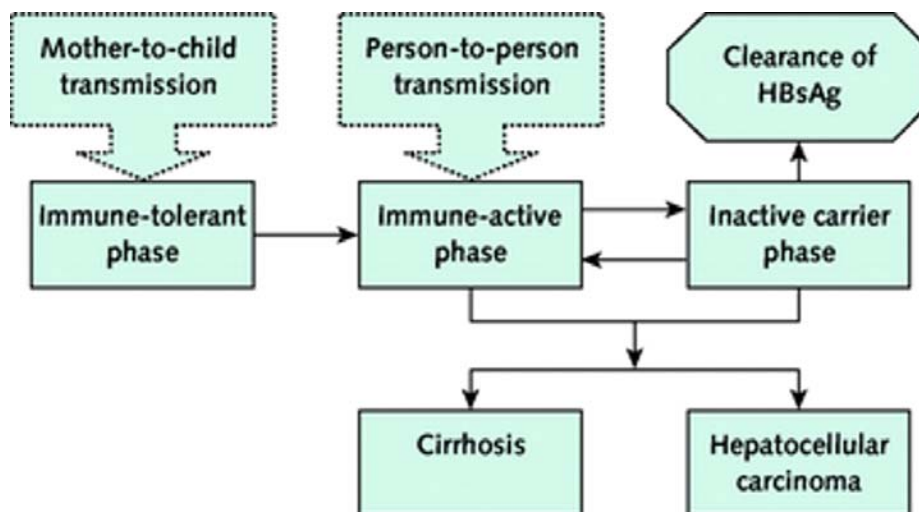 Mother-to-child
transmission
Person-to-person
transmission
Clearance of
HBsAg
Immune-tolerant
phase
Immune-active
phase
Inactive carrier
phase
Cirrhosis
Hepatocellular
carcinoma